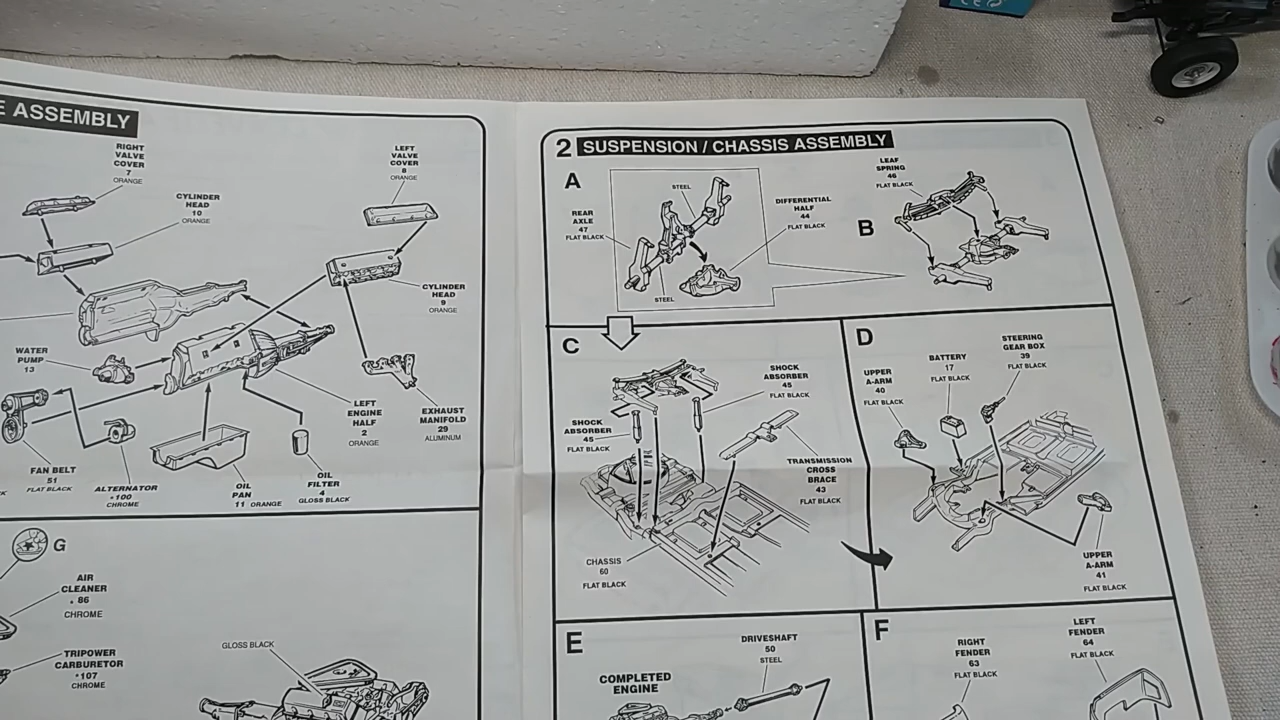 E ASSEMBLY
RIGHT
VALVE
COVER
7
ORANGE
LEFT
VALVE
COVER
8
ORANGE
CYLINDER
HEAD
10
ORANGE
CYLINDER
HEAD
9
ORANGE
WATER
PUMP
13
LEFT
ENGINE
HALF
2
ORANGE
EXHAUST
MANIFOLD
29
ALUMINUM
FAN BELT
51
FLAT BLACK
ALTERNATOR
*100
CHROME
OIL
PAN
11 ORANGE
OIL
FILTER
4
GLOSS BLACK
G
AIR
CLEANER
86
CHROME
TRIPOWER
CARBURETOR
*107
CHROME
GLOSS BLACK
2 SUSPENSION / CHASSIS ASSEMBLY
A
STEEL
REAR
AXLE
47
FLAT BLACK
DIFFERENTIAL
HALF
44
FLAT BLACK
STEEL
B
LEAF
SPRING
46
FLAT BLACK
C
SHOCK
ABSORBER
45
FLAT BLACK
SHOCK
ABSORBER
45
FLAT BLACK
TRANSMISSION
CROSS
BRACE
43
FLAT BLACK
CHASSIS
60
FLAT BLACK
D
UPPER
A-ARM
40
FLAT BLACK
BATTERY
17
FLAT BLACK
STEERING
GEAR BOX
39
FLAT BLACK
UPPER
A-ARM
41
FLAT BLACK
E
DRIVESHAFT
50
STEEL
COMPLETED
ENGINE
F
RIGHT
FENDER
63
FLAT BLACK
LEFT
FENDER
64
FLAT BLACK